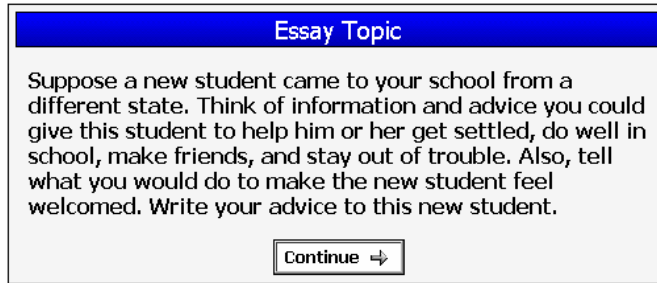 Essay Topic
Suppose a new student came to your school from a
different state. Think of information and advice you could
give this student to help him or her get settled, do well in
school, make friends, and stay out of trouble. Also, tell
what you would do to make the new student feel
welcomed. Write your advice to this new student.
Continue